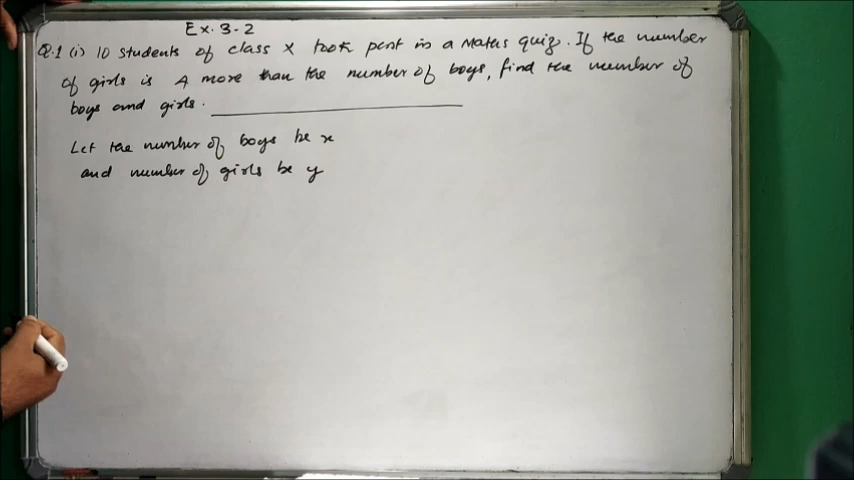 Ex. 3.2
Q.1 (i) 10 students of class X took part in a Maths quiz. If the number
of girls is 4 more than the number of boys, find the number of
boys and girls.
Let the number of boys be x
and number of girls be y